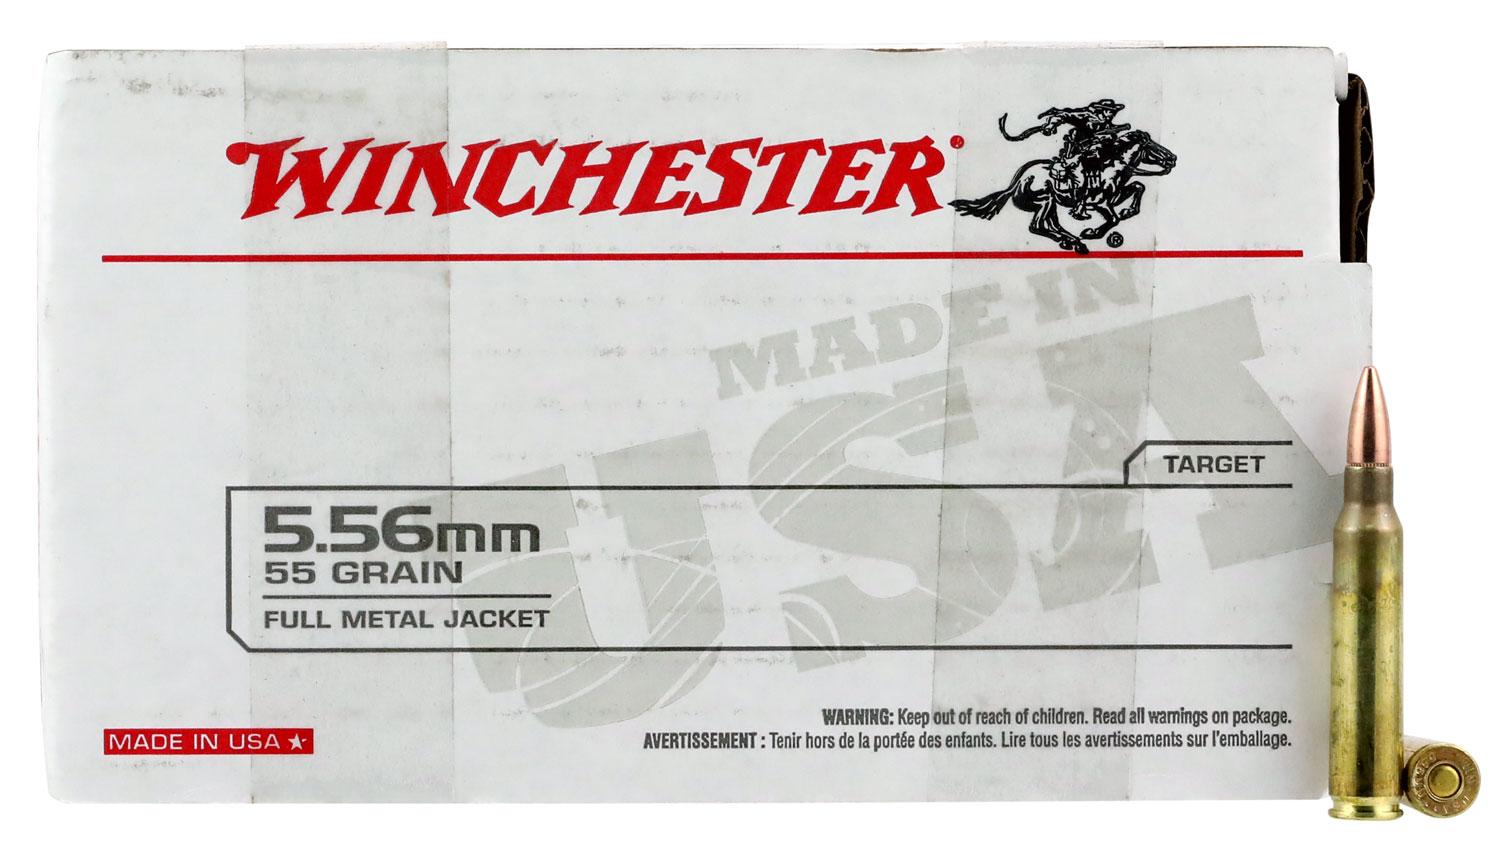 WINCHESTER®
®
MADE IN
USA
TARGET
5.56mm
55 GRAIN
FULL METAL JACKET
WARNING: Keep out of reach of children. Read all warnings on package.
AVERTISSEMENT : Tenir hors de la portée des enfants. Lire tous les avertissements sur l'emballage.
MADE IN USA